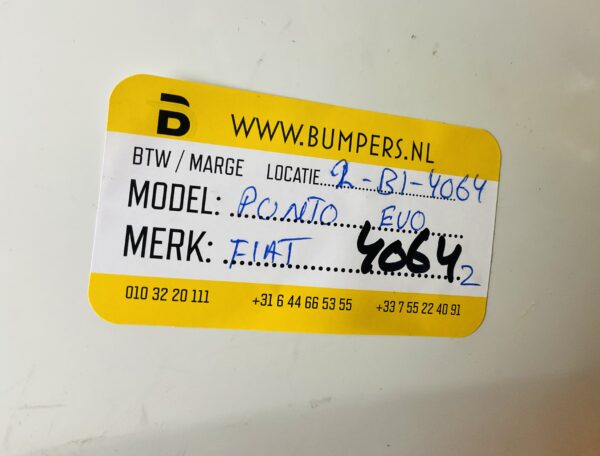 B WWW.BUMPERS.NL
BTW / MARGE LOCATIE 2-B1-4064
MODEL: PUNTO EVO
MERK: FIAT 4064 2
010 32 20 111 +31 6 44 66 53 55 +33 7 55 22 40 91